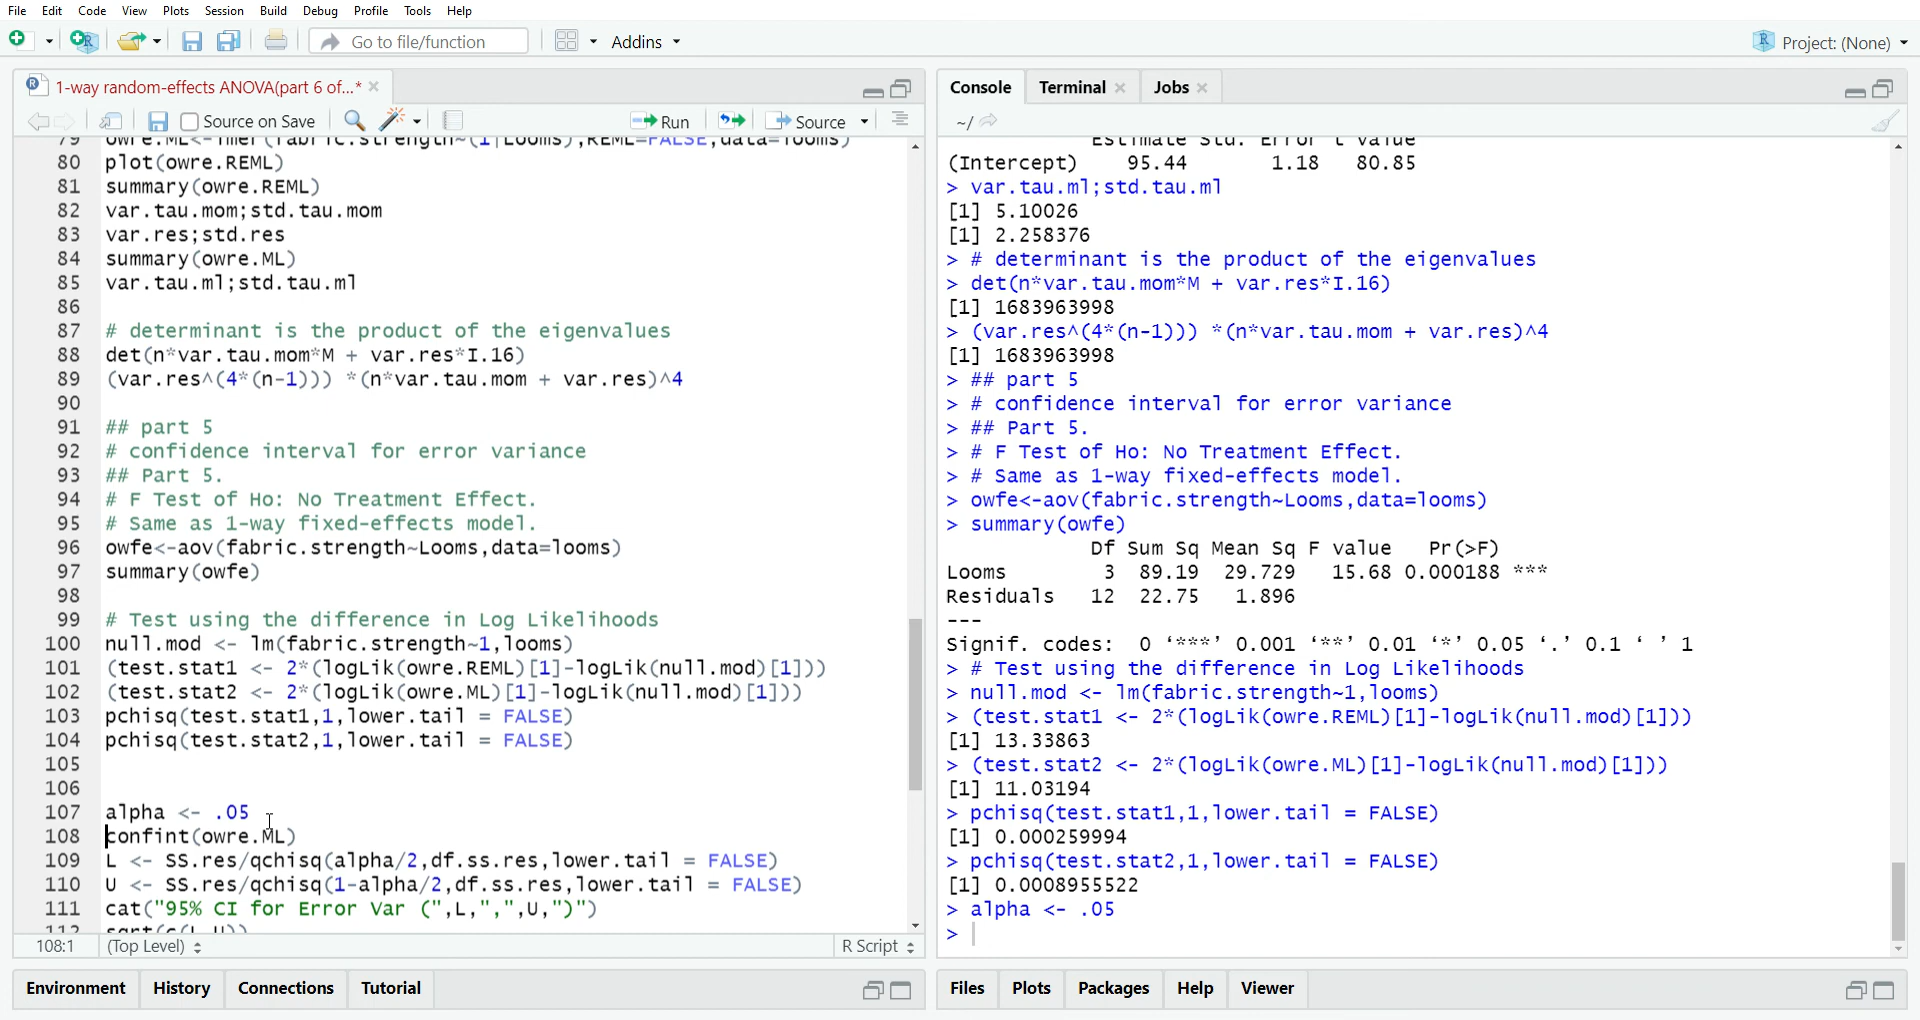 File Edit Code View Plots Session Build Debug Profile Tools Help
Go to file/function Addins Project: (None)
1-way random-effects ANOVA(part 6 of...*
Source on Save Run Source
79 owre.ML<-lmer(fabric.strength~(1|Looms),REML=FALSE,data=looms)
80 plot(owre.REML)
81 summary(owre.REML)
82 var.tau.mom;std.tau.mom
83 var.res;std.res
84 summary(owre.ML)
85 var.tau.ml;std.tau.ml
86
87 # determinant is the product of the eigenvalues
88 det(n*var.tau.mom*M + var.res*I.16)
89 (var.res^(4*(n-1))) *(n*var.tau.mom + var.res)^4
90
91 ## part 5
92 # confidence interval for error variance
93 ## Part 5.
94 # F Test of Ho: No Treatment Effect.
95 # Same as 1-way fixed-effects model.
96 owfe<-aov(fabric.strength~Looms,data=looms)
97 summary(owfe)
98
99 # Test using the difference in Log Likelihoods
100 null.mod <- lm(fabric.strength~1,looms)
101 (test.stat1 <- 2*(logLik(owre.REML)[1]-logLik(null.mod)[1]))
102 (test.stat2 <- 2*(logLik(owre.ML)[1]-logLik(null.mod)[1]))
103 pchisq(test.stat1,1,lower.tail = FALSE)
104 pchisq(test.stat2,1,lower.tail = FALSE)
105
106
107 alpha <- .05
108 confint(owre.ML)
109 L <- SS.res/qchisq(alpha/2,df.ss.res,lower.tail = FALSE)
110 U <- SS.res/qchisq(1-alpha/2,df.ss.res,lower.tail = FALSE)
111 cat("95% CI for Error Var (",L,",",U,")")
112 sqrt(c(L,U))
108:1 (Top Level) R Script
Environment History Connections Tutorial
Console Terminal Jobs
~/
Estimate Std. Error t value
(Intercept) 95.44 1.18 80.85
> var.tau.ml;std.tau.ml
[1] 5.10026
[1] 2.258376
> # determinant is the product of the eigenvalues
> det(n*var.tau.mom*M + var.res*I.16)
[1] 1683963998
> (var.res^(4*(n-1))) *(n*var.tau.mom + var.res)^4
[1] 1683963998
> ## part 5
> # confidence interval for error variance
> ## Part 5.
> # F Test of Ho: No Treatment Effect.
> # Same as 1-way fixed-effects model.
> owfe<-aov(fabric.strength~Looms,data=looms)
> summary(owfe)
Df Sum Sq Mean Sq F value Pr(>F)
Looms 3 89.19 29.729 15.68 0.000188 ***
Residuals 12 22.75 1.896
---
Signif. codes: 0 ‘***’ 0.001 ‘**’ 0.01 ‘*’ 0.05 ‘.’ 0.1 ‘ ’ 1
> # Test using the difference in Log Likelihoods
> null.mod <- lm(fabric.strength~1,looms)
> (test.stat1 <- 2*(logLik(owre.REML)[1]-logLik(null.mod)[1]))
[1] 13.33863
> (test.stat2 <- 2*(logLik(owre.ML)[1]-logLik(null.mod)[1]))
[1] 11.03194
> pchisq(test.stat1,1,lower.tail = FALSE)
[1] 0.000259994
> pchisq(test.stat2,1,lower.tail = FALSE)
[1] 0.0008955522
> alpha <- .05
>
Files Plots Packages Help Viewer